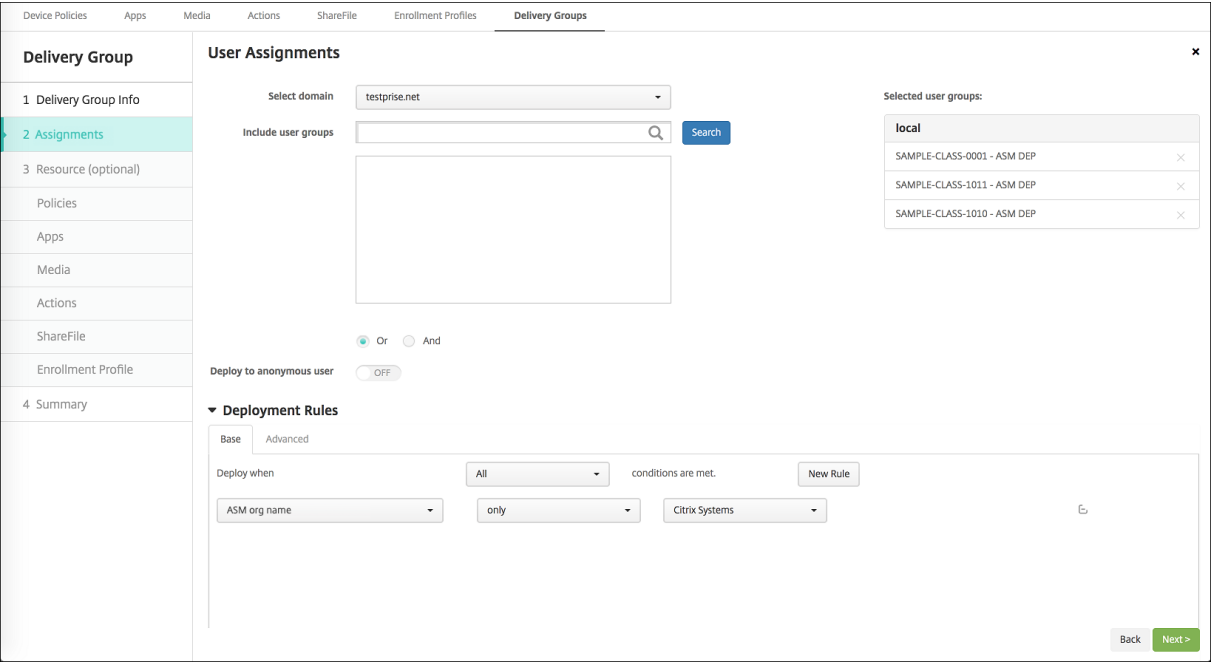 Device Policies Apps Media Actions ShareFile Enrollment Profiles Delivery Groups
Delivery Group
1 Delivery Group Info
2 Assignments
3 Resource (optional)
Policies
Apps
Media
Actions
ShareFile
Enrollment Profile
4 Summary
User Assignments
Select domain testprise.net
Include user groups Search
Or And
Deploy to anonymous user OFF
Selected user groups:
local
SAMPLE-CLASS-0001 - ASM DEP
SAMPLE-CLASS-1011 - ASM DEP
SAMPLE-CLASS-1010 - ASM DEP
Deployment Rules
Base Advanced
Deploy when All conditions are met. New Rule
ASM org name only Citrix Systems
Back Next >